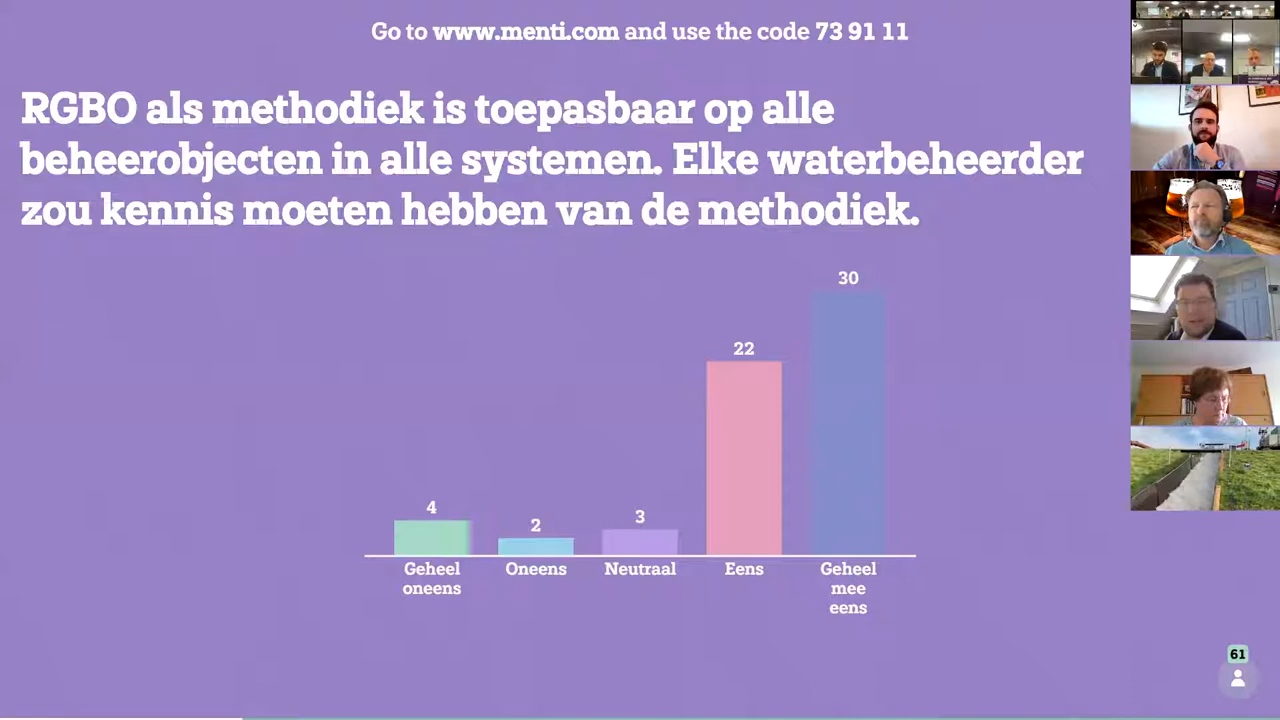 Go to www.menti.com and use the code 73 91 11
RGBO als methodiek is toepasbaar op alle
beheerobjecten in alle systemen. Elke waterbeheerder
zou kennis moeten hebben van de methodiek.
30
22
4
3
2
Geheel
oneens
Oneens
Neutraal
Eens
Geheel
mee
eens
61